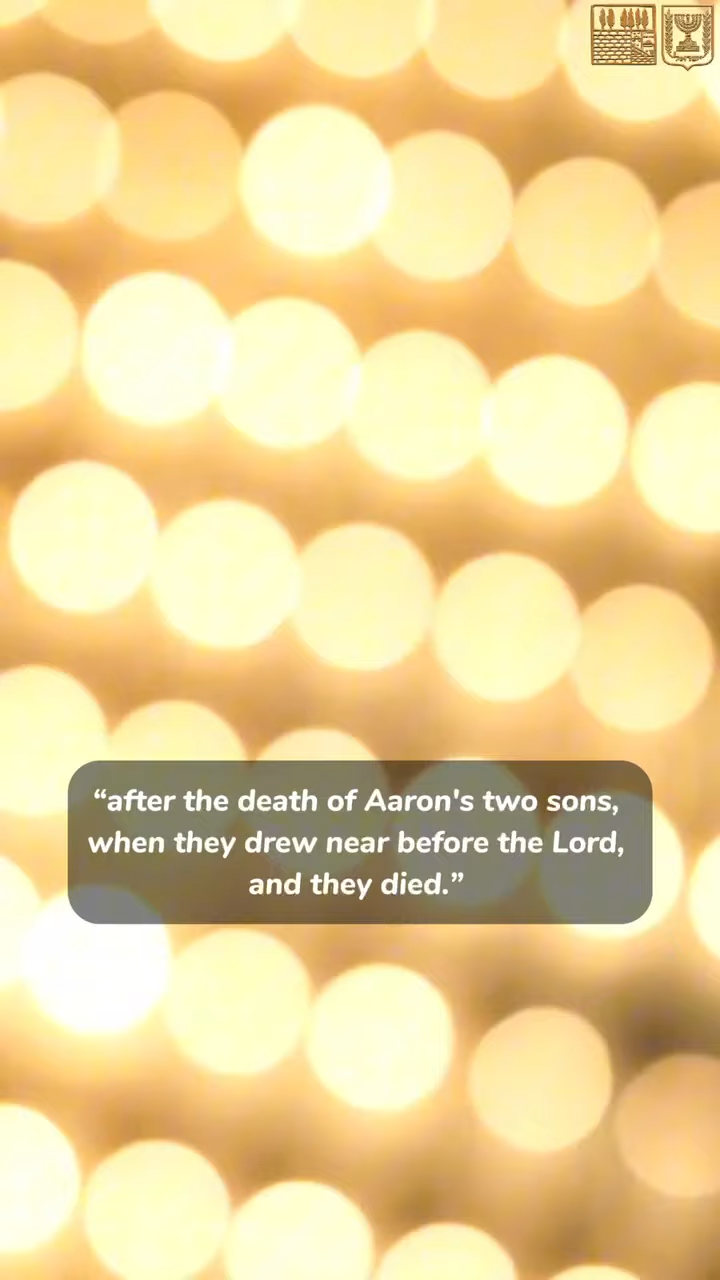 “after the death of Aaron's two sons,
when they drew near before the Lord,
and they died.”